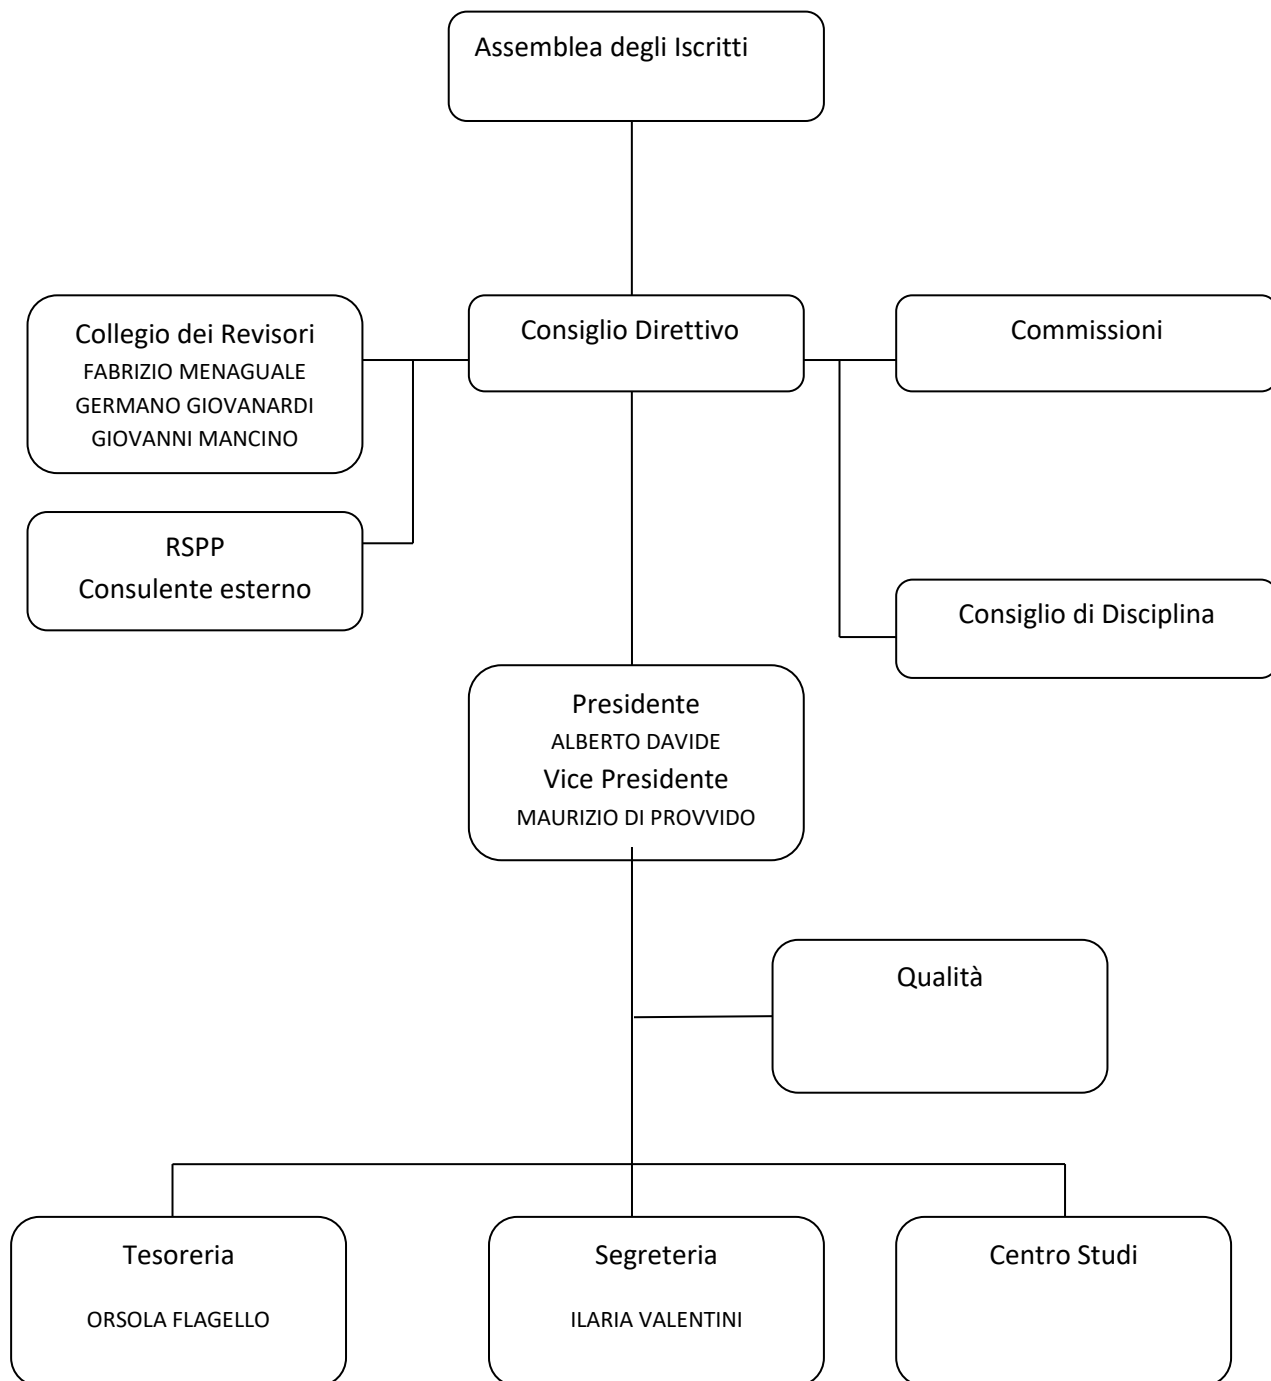 Assemblea degli Iscritti
Collegio dei Revisori
FABRIZIO MENAGUALE
GERMANO GIOVANARDI
GIOVANNI MANCINO
Consiglio Direttivo
Commissioni
RSPP
Consulente esterno
Consiglio di Disciplina
Presidente
ALBERTO DAVIDE
Vice Presidente
MAURIZIO DI PROVVIDO
Qualità
Tesoreria
ORSOLA FLAGELLO
Segreteria
ILARIA VALENTINI
Centro Studi